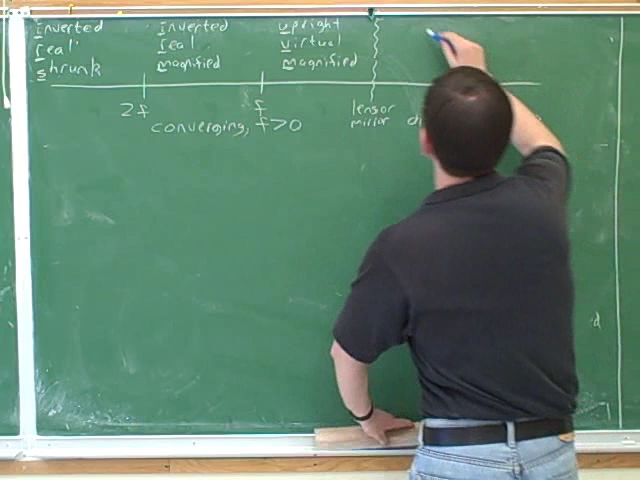 inverted
real
shrunk
inverted
real
magnified
upright
virtual
magnified
2f
f
converging, f>0
lens or
mirror